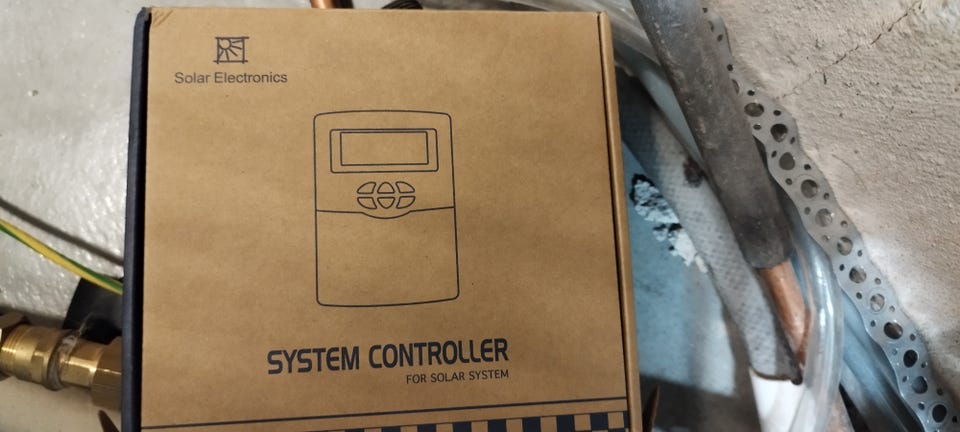 Solar Electronics
SYSTEM CONTROLLER
FOR SOLAR SYSTEM